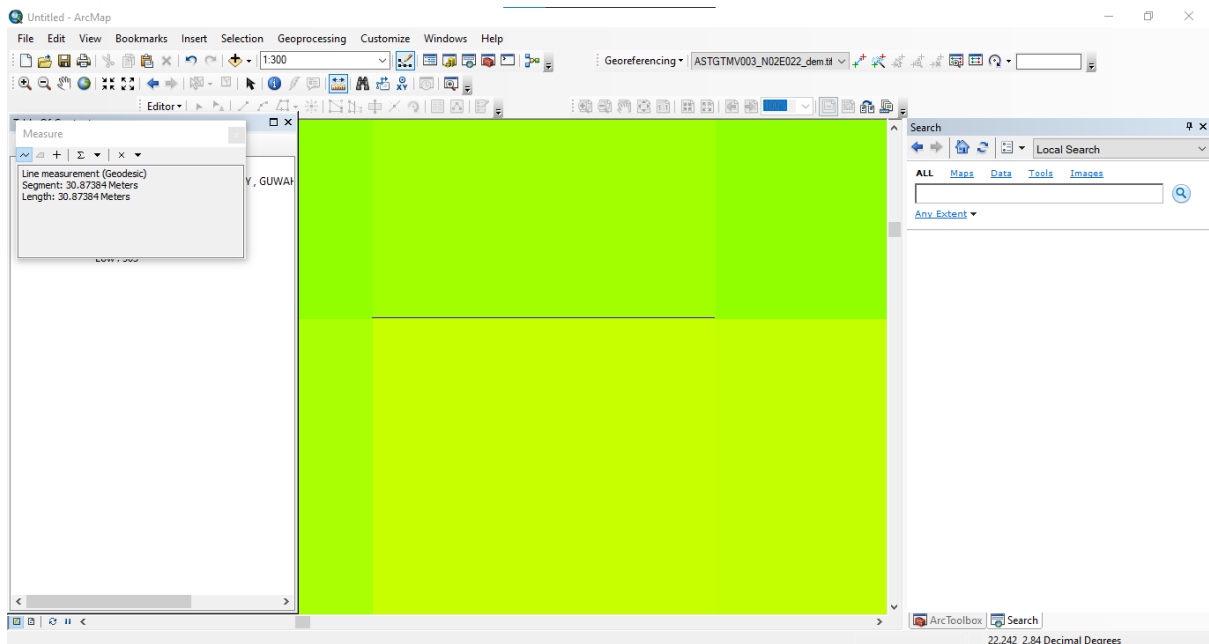 Untitled - ArcMap
File Edit View Bookmarks Insert Selection Geoprocessing Customize Windows Help
1:300
Georeferencing
ASTGTMV003_N02E022_dem.tif
Editor
Measure
Line measurement (Geodesic)
Segment: 30.87384 Meters
Length: 30.87384 Meters
Y , GUWAH
Search
Local Search
ALL Maps Data Tools Images
Any Extent
ArcToolbox Search
22.242 2.84 Decimal Degrees